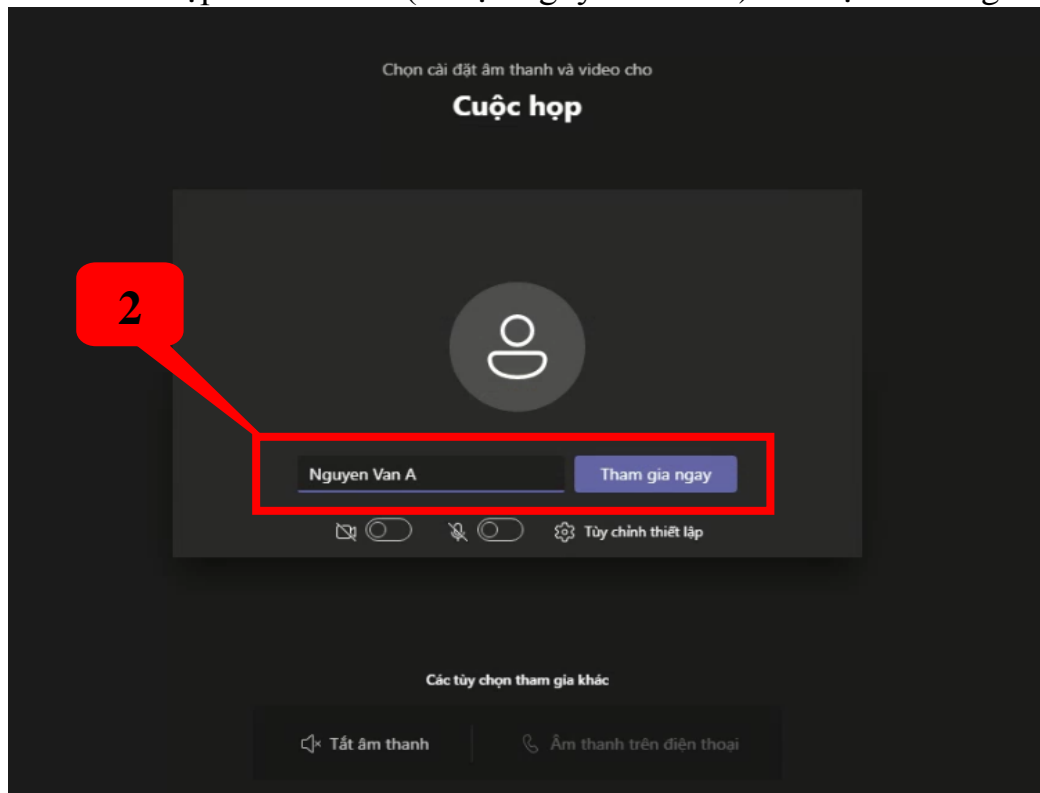 Chọn cài đặt âm thanh và video cho
Cuộc họp
2
Nguyen Van A Tham gia ngay
Tùy chỉnh thiết lập
Các tùy chọn tham gia khác
Tắt âm thanh Âm thanh trên điện thoại